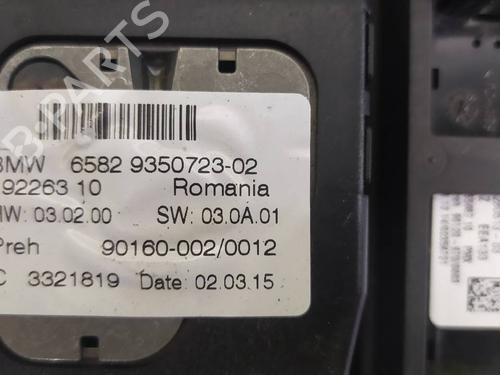 BMW 6582 9350723-02
92263 10 Romania
HW: 03.02.00 SW: 03.0A.01
Preh 90160-002/0012
C 3321819 Date: 02.03.15